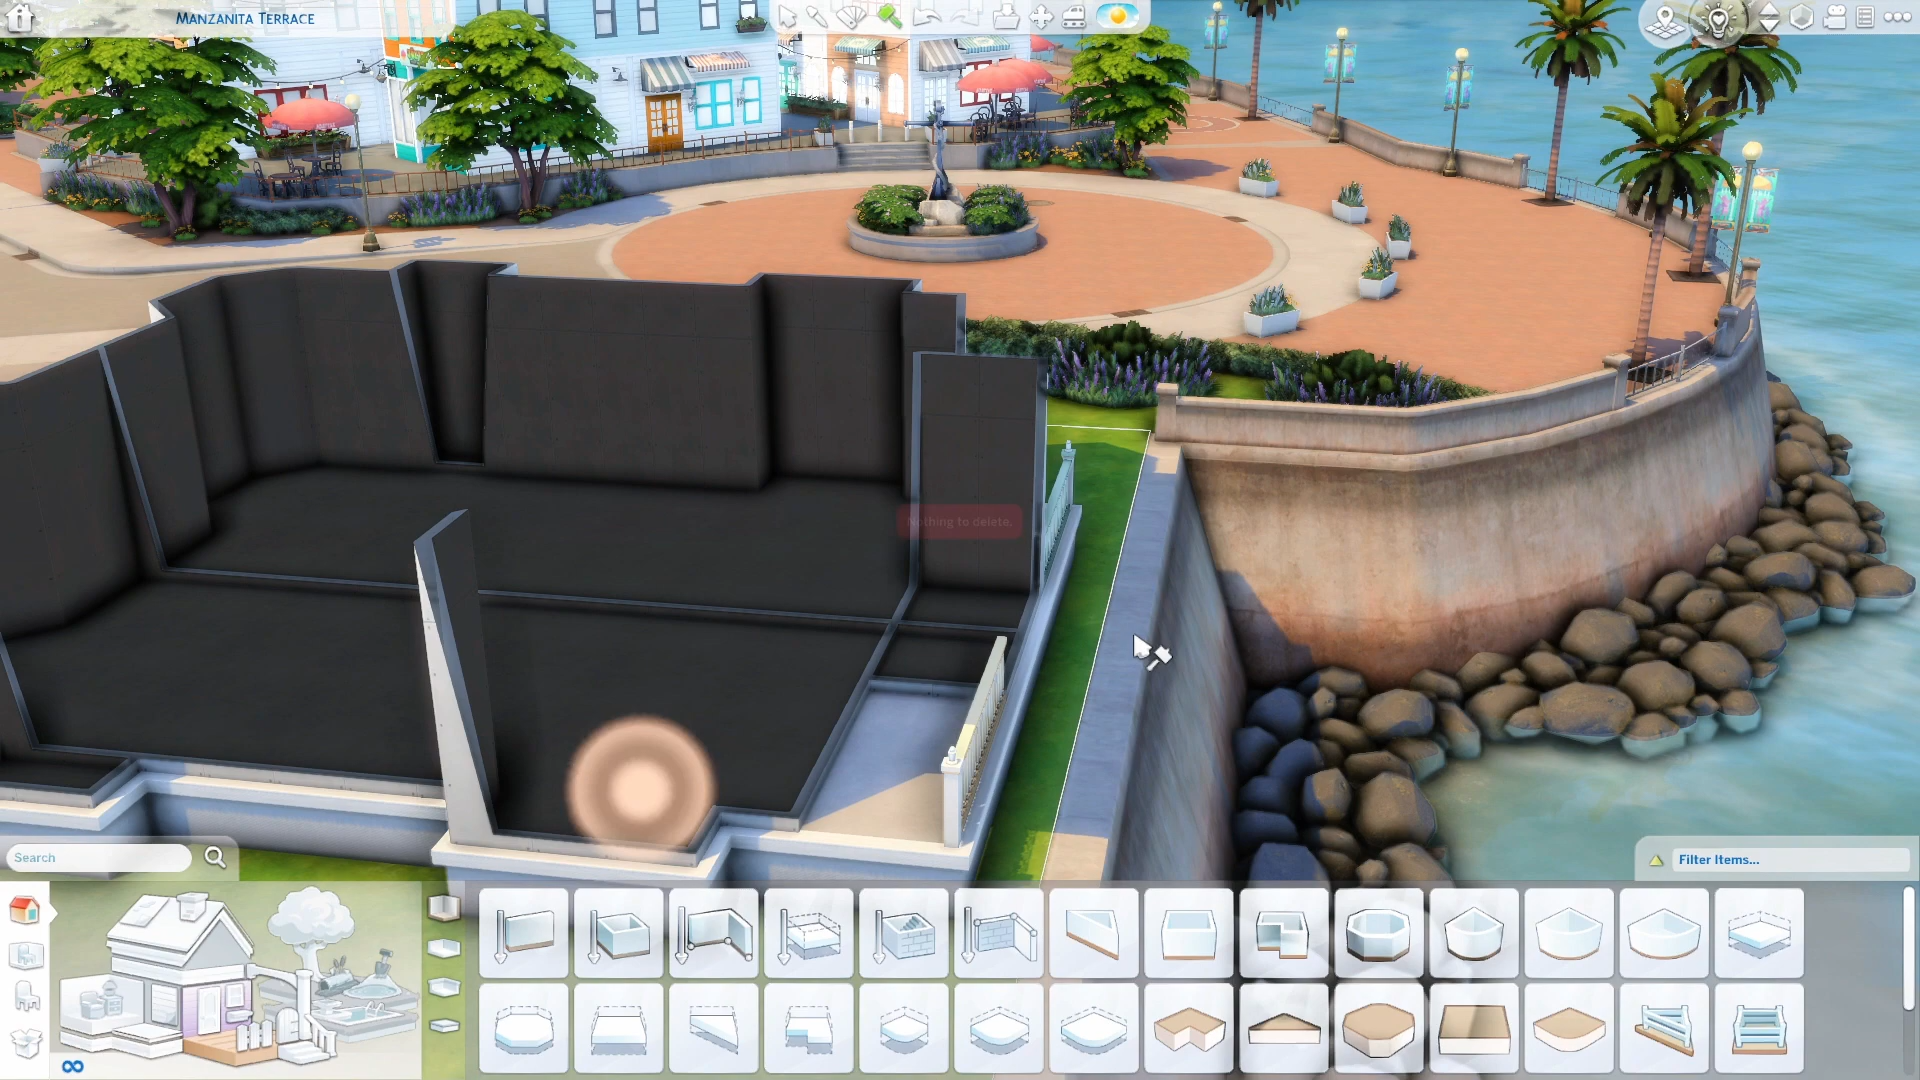 Manzanita Terrace
Nothing to delete.
Search
Filter Items...